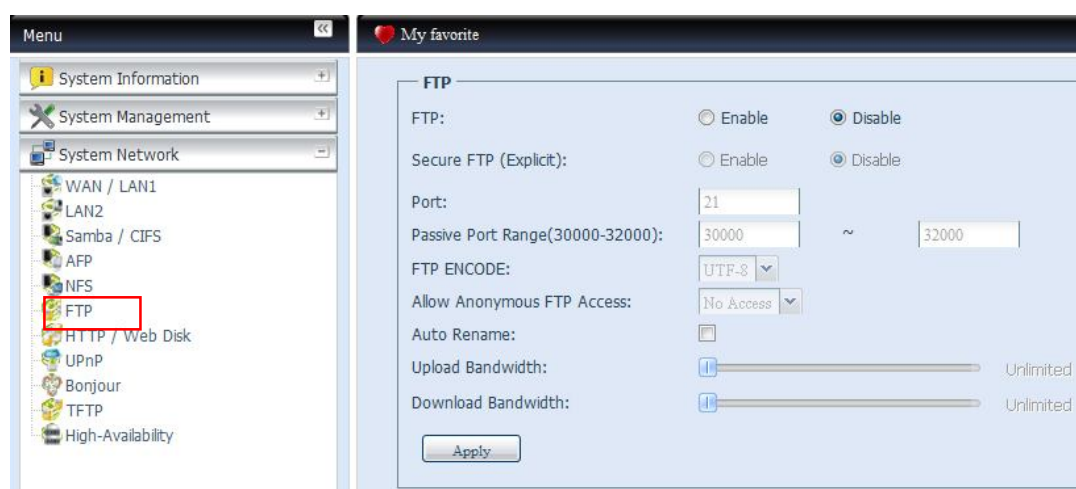 Menu
My favorite
System Information
System Management
System Network
WAN / LAN1
LAN2
Samba / CIFS
AFP
NFS
FTP
HTTP / Web Disk
UPnP
Bonjour
TFTP
High-Availability
FTP
FTP: Enable Disable
Secure FTP (Explicit): Enable Disable
Port: 21
Passive Port Range(30000-32000): 30000 ~ 32000
FTP ENCODE: UTF-8
Allow Anonymous FTP Access: No Access
Auto Rename:
Upload Bandwidth: Unlimited
Download Bandwidth: Unlimited
Apply